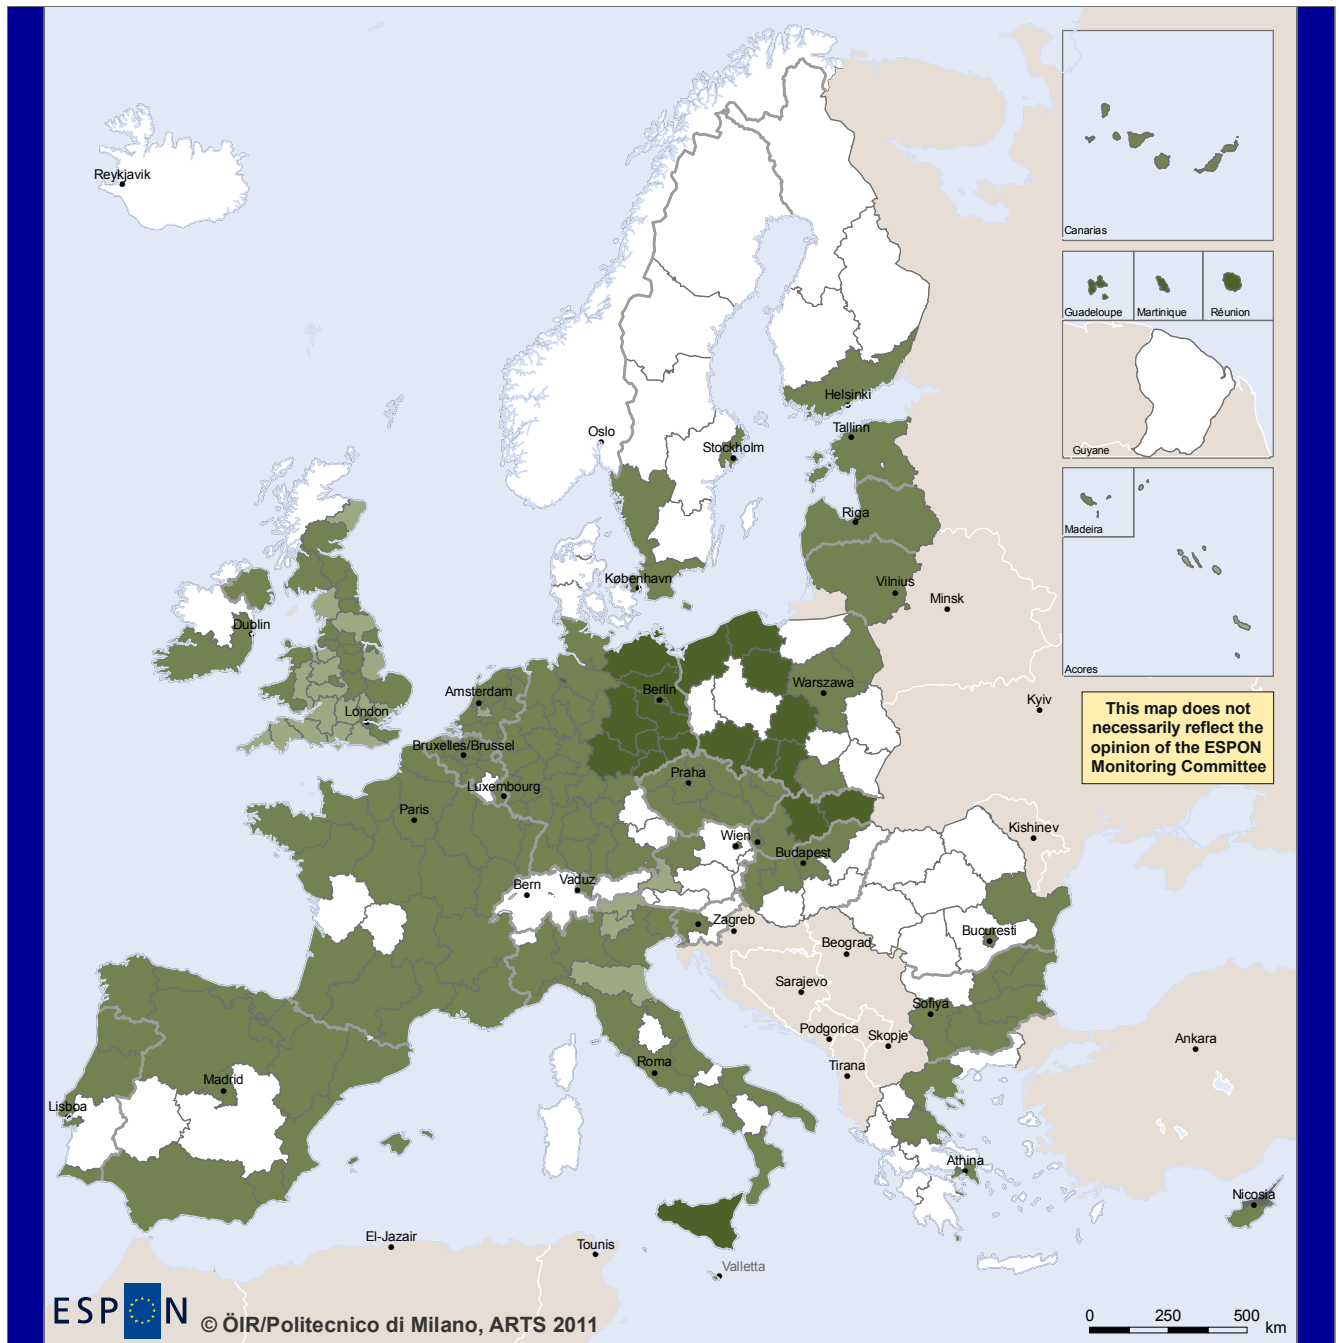 Reykjavik
Canarias
Guadeloupe
Martinique
Réunion
Helsinki
Oslo
Tallinn
Stockholm
Guyane
Riga
Madeira
København
Vilnius
Minsk
Dublin
Acores
Amsterdam
Berlin
Warszawa
London
Kyiv
This map does not
necessarily reflect the
opinion of the ESPON
Monitoring Committee
Bruxelles/Brussel
Praha
Luxembourg
Paris
Kishinev
Wien
Budapest
Bern
Vaduz
Zagreb
Bucuresti
Beograd
Sarajevo
Sofiya
Podgorica
Skopje
Ankara
Roma
Tirana
Madrid
Lisboa
Athina
Nicosia
El-Jazair
Tounis
Valletta
ESPON
© ÖIR/Politecnico di Milano, ARTS 2011
0 250 500
km